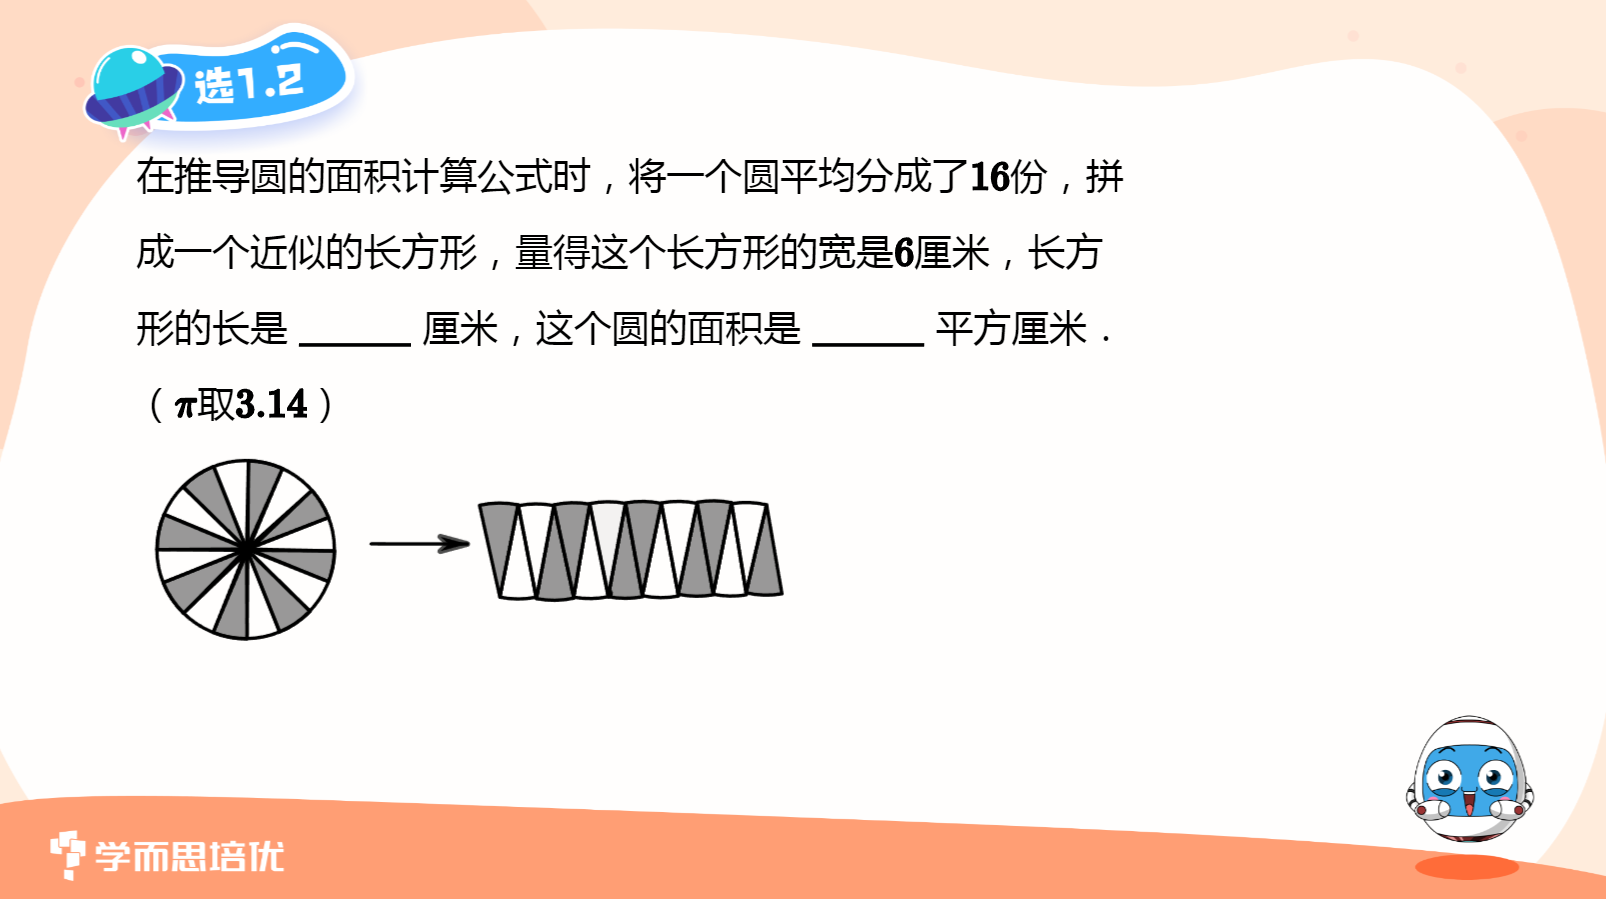 选1.2
在推导圆的面积计算公式时，将一个圆平均分成了16份，拼
成一个近似的长方形，量得这个长方形的宽是6厘米，长方
形的长是 ______ 厘米，这个圆的面积是 ______ 平方厘米．
（π取3.14）
学而思培优